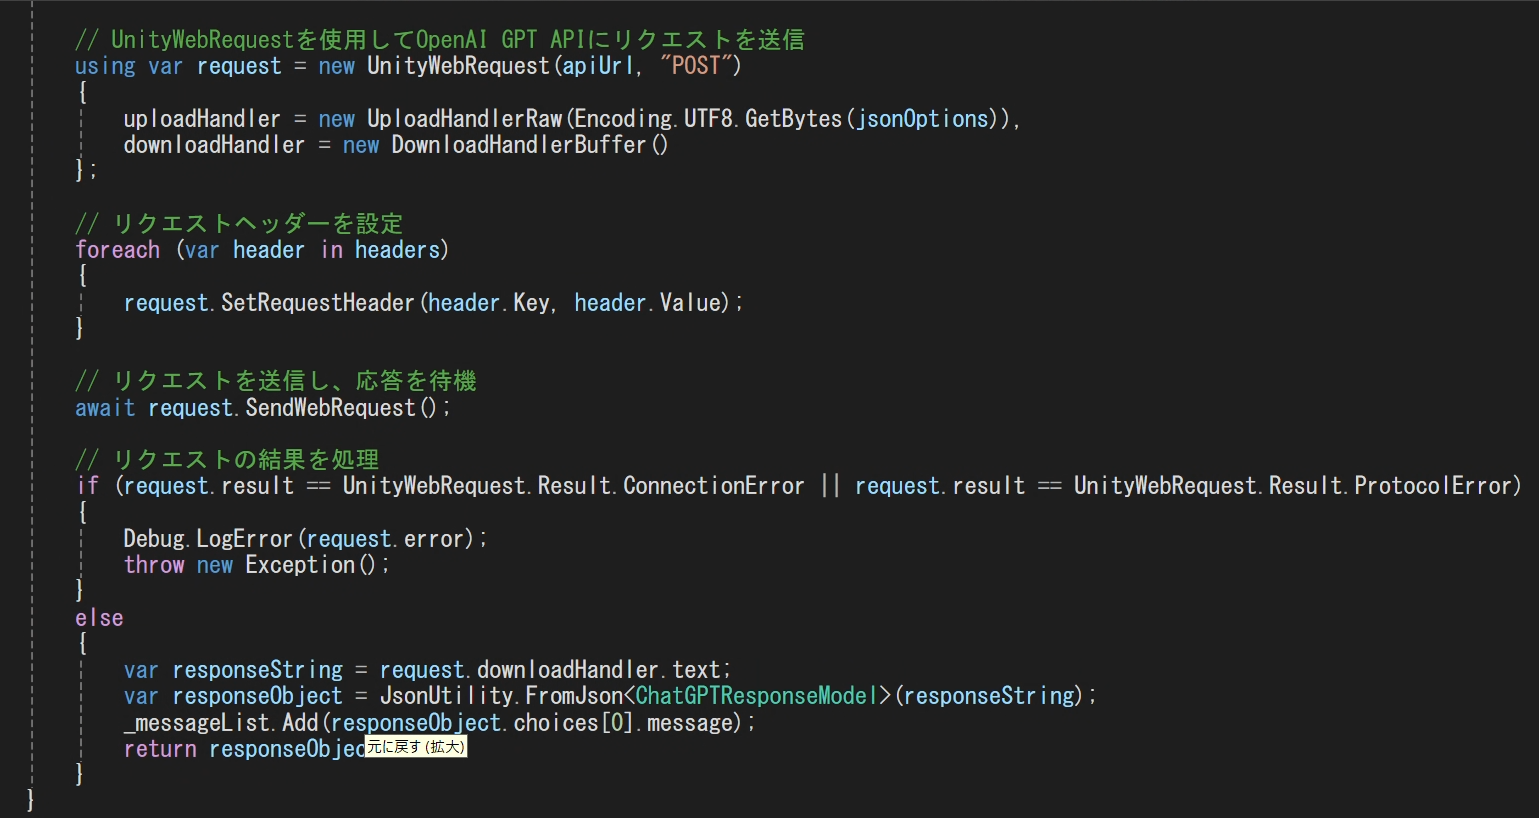 // UnityWebRequestを使用してOpenAI GPT APIにリクエストを送信
using var request = new UnityWebRequest(apiUrl, "POST")
{
uploadHandler = new UploadHandlerRaw(Encoding.UTF8.GetBytes(jsonOptions)),
downloadHandler = new DownloadHandlerBuffer()
};
// リクエストヘッダーを設定
foreach (var header in headers)
{
request.SetRequestHeader(header.Key, header.Value);
}
// リクエストを送信し、応答を待機
await request.SendWebRequest();
// リクエストの結果を処理
if (request.result == UnityWebRequest.Result.ConnectionError || request.result == UnityWebRequest.Result.ProtocolError)
{
Debug.LogError(request.error);
throw new Exception();
}
else
{
var responseString = request.downloadHandler.text;
var responseObject = JsonUtility.FromJson<ChatGPTResponseModel>(responseString);
_messageList.Add(responseObject.choices[0].message);
return responseObjec
元に戻す(拡大)
}
}